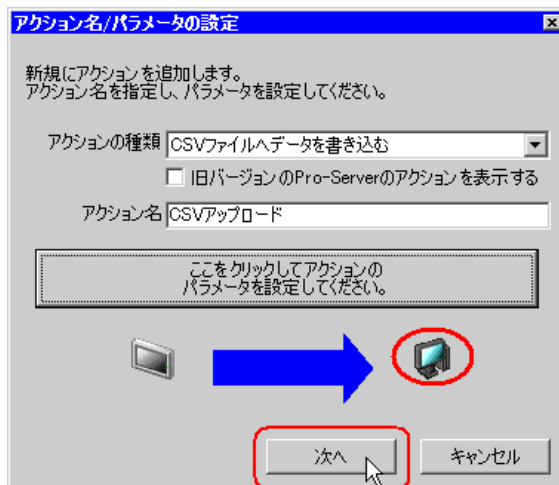 アクション名/パラメータの設定
新規にアクションを追加します。
アクション名を指定し、パラメータを設定してください。
アクションの種類 CSVファイルへデータを書き込む
旧バージョンのPro-Serverのアクションを表示する
アクション名 CSVアップロード
ここをクリックしてアクションの
パラメータを設定してください。
次へ キャンセル